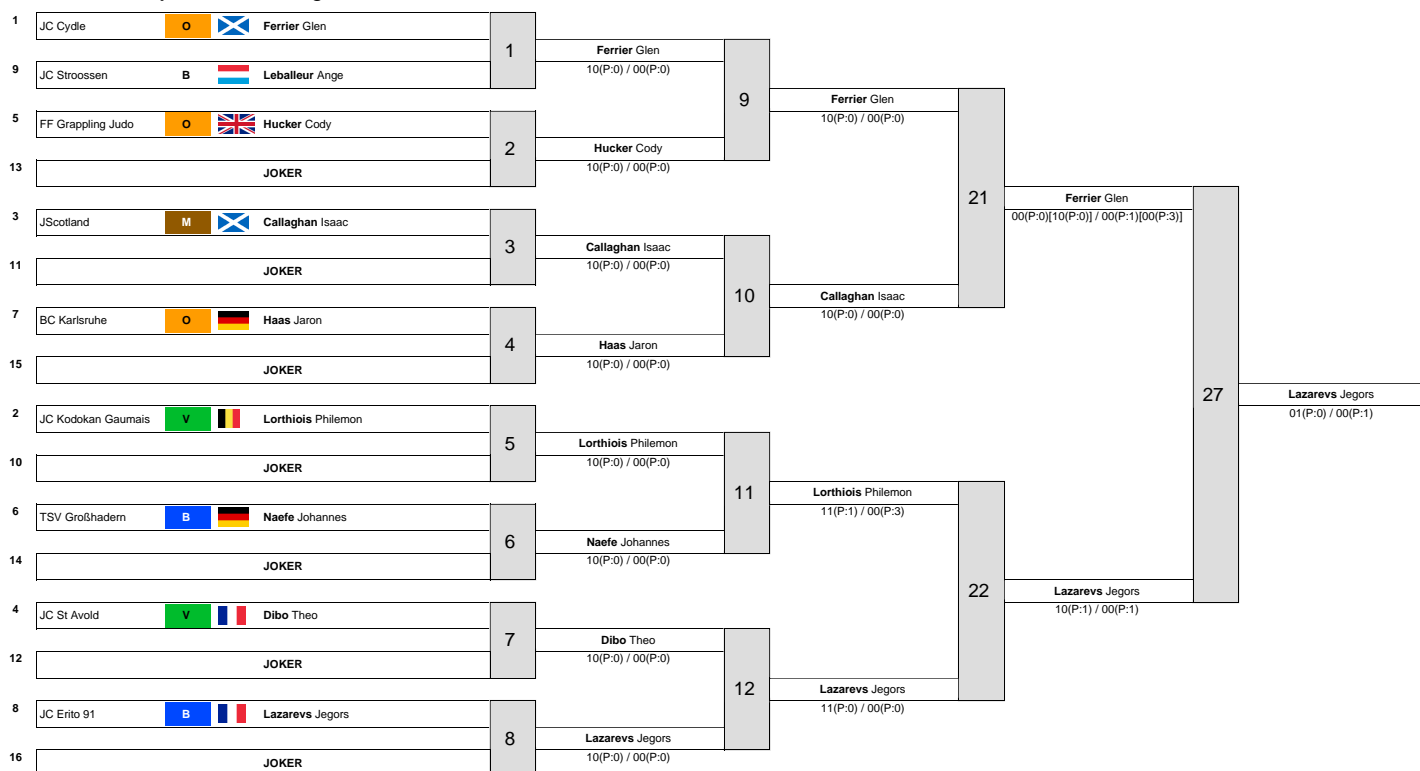 1 JC Cydle O Ferrier Glen
1
Ferrier Glen
10(P:0) / 00(P:0)
9 JC Stroossen B Leballeur Ange
9
Ferrier Glen
10(P:0) / 00(P:0)
5 FF Grappling Judo O Hucker Cody
2
Hucker Cody
10(P:0) / 00(P:0)
13 JOKER
21
Ferrier Glen
00(P:0)[10(P:0)] / 00(P:1)[00(P:3)]
3 JScotland M Callaghan Isaac
3
Callaghan Isaac
10(P:0) / 00(P:0)
11 JOKER
10
Callaghan Isaac
10(P:0) / 00(P:0)
7 BC Karlsruhe O Haas Jaron
4
Haas Jaron
10(P:0) / 00(P:0)
15 JOKER
27
Lazarevs Jegors
01(P:0) / 00(P:1)
2 JC Kodokan Gaumais V Lorthiois Philemon
5
Lorthiois Philemon
10(P:0) / 00(P:0)
10 JOKER
11
Lorthiois Philemon
11(P:1) / 00(P:3)
6 TSV Großhadern B Naefe Johannes
6
Naefe Johannes
10(P:0) / 00(P:0)
14 JOKER
22
Lazarevs Jegors
10(P:1) / 00(P:1)
4 JC St Avold V Dibo Theo
7
Dibo Theo
10(P:0) / 00(P:0)
12 JOKER
12
Lazarevs Jegors
11(P:0) / 00(P:0)
8 JC Erito 91 B Lazarevs Jegors
8
Lazarevs Jegors
10(P:0) / 00(P:0)
16 JOKER